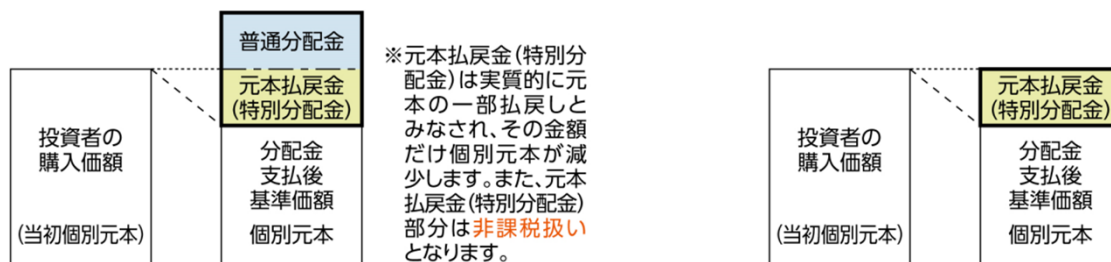 普通分配金
元本払戻金
(特別分配金)
投資者の
購入価額
(当初個別元本)
分配金
支払後
基準価額
個別元本
※元本払戻金(特別分
配金)は実質的に元
本の一部払戻しと
みなされ、その金額
だけ個別元本が減
少します。また、元本
払戻金(特別分配金)
部分は非課税扱い
となります。
投資者の
購入価額
(当初個別元本)
元本払戻金
(特別分配金)
分配金
支払後
基準価額
個別元本